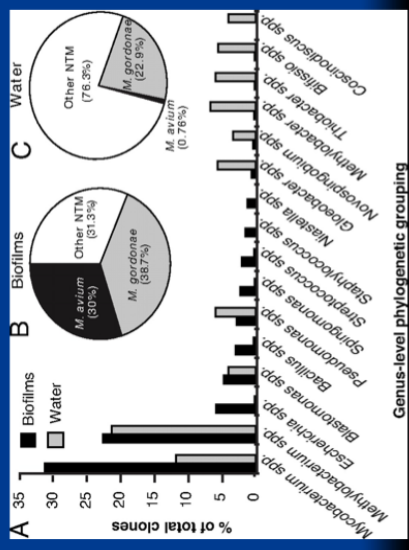 A
Biofilms
Water
% of total clones
35
30
25
20
15
10
5
0
B
Biofilms
M. avium
(30%)
Other NTM
(31.3%)
M. gordonae
(38.7%)
C
Water
Other NTM
(76.3%)
M. gordonae
(22.9%)
M. avium
(0.76%)
Mycobacterium spp.
Methylobacterium spp.
Escherichia spp.
Blastomonas spp.
Bacillus spp.
Pseudomonas spp.
Spingomonas spp.
Streptococcus spp.
Staphylococcus spp.
Niastella spp.
Gloeobacter spp.
Novospingobium spp.
Methylobacter spp.
Thiobacter spp.
Bifissio spp.
Coscinodiscus spp.
Genus-level phylogenetic grouping